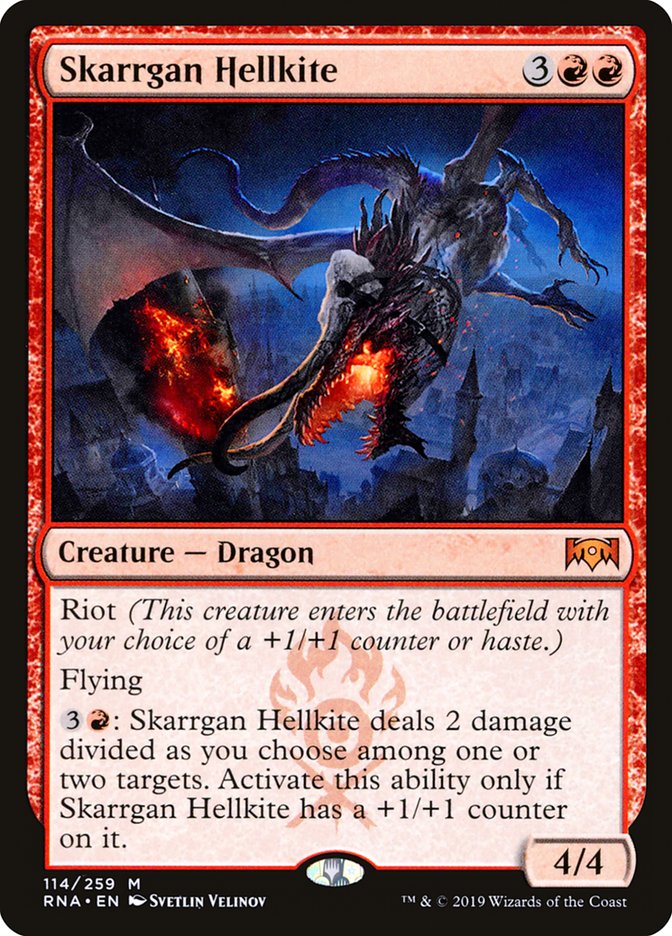 Skarrgan Hellkite 3
Creature — Dragon
Riot (This creature enters the battlefield with
your choice of a +1/+1 counter or haste.)
Flying
3: Skarrgan Hellkite deals 2 damage
divided as you choose among one or
two targets. Activate this ability only if
Skarrgan Hellkite has a +1/+1 counter
on it.
4/4
114/259 M
RNA • EN Svetlin Velinov
™ & © 2019 Wizards of the Coast